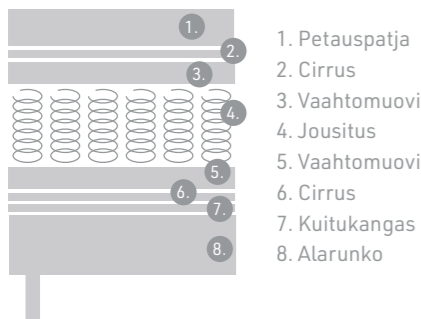 1.
2.
3.
4.
5.
6.
7.
8.
1. Petauspatja
2. Cirrus
3. Vaahtomuovi
4. Jousitus
5. Vaahtomuovi
6. Cirrus
7. Kuitukangas
8. Alarunko